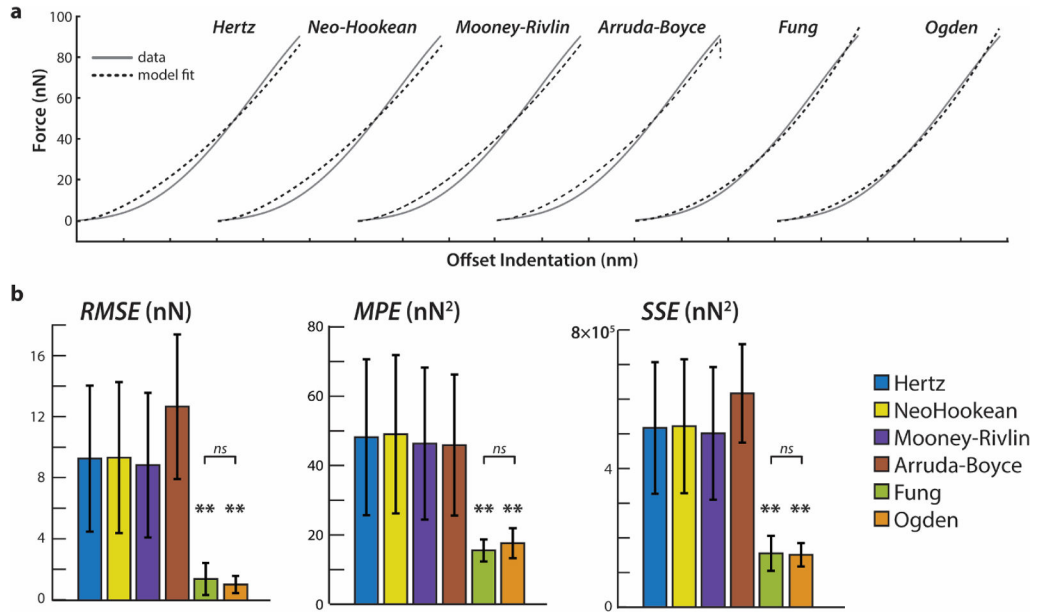 a
Hertz Neo-Hookean Mooney-Rivlin Arruda-Boyce Fung Ogden
data
model fit
Force (nN)
100
80
60
40
20
0
Offset Indentation (nm)
b
RMSE (nN)
16
12
8
4
0
ns
** **
MPE (nN²)
80
60
40
20
0
ns
** **
SSE (nN²)
8×10⁵
4
0
ns
** **
Hertz
NeoHookean
Mooney-Rivlin
Arruda-Boyce
Fung
Ogden